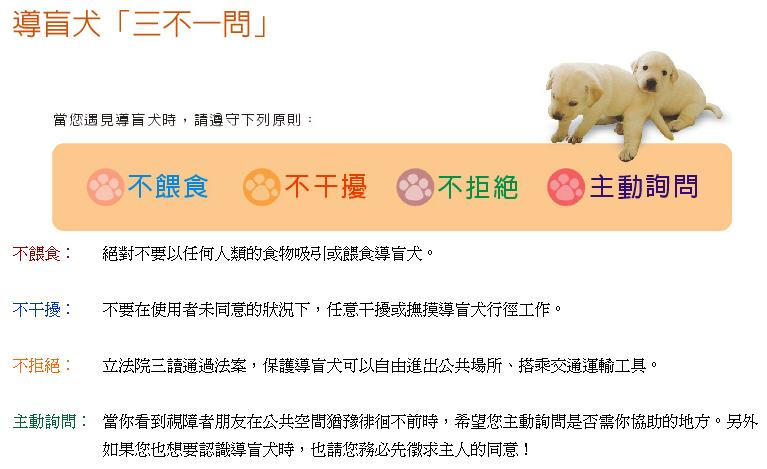 導盲犬「三不一問」
當您遇見導盲犬時，請遵守下列原則：
不餵食 不干擾 不拒絕 主動詢問
不餵食： 絕對不要以任何人類的食物吸引或餵食導盲犬。
不干擾： 不要在使用者未同意的狀況下，任意干擾或撫摸導盲犬行徑工作。
不拒絕： 立法院三讀通過法案，保護導盲犬可以自由進出公共場所、搭乘交通運輸工具。
主動詢問： 當你看到視障者朋友在公共空間猶豫徘徊不前時，希望您主動詢問是否需你協助的地方。另外
如果您也想要認識導盲犬時，也請您務必先徵求主人的同意！